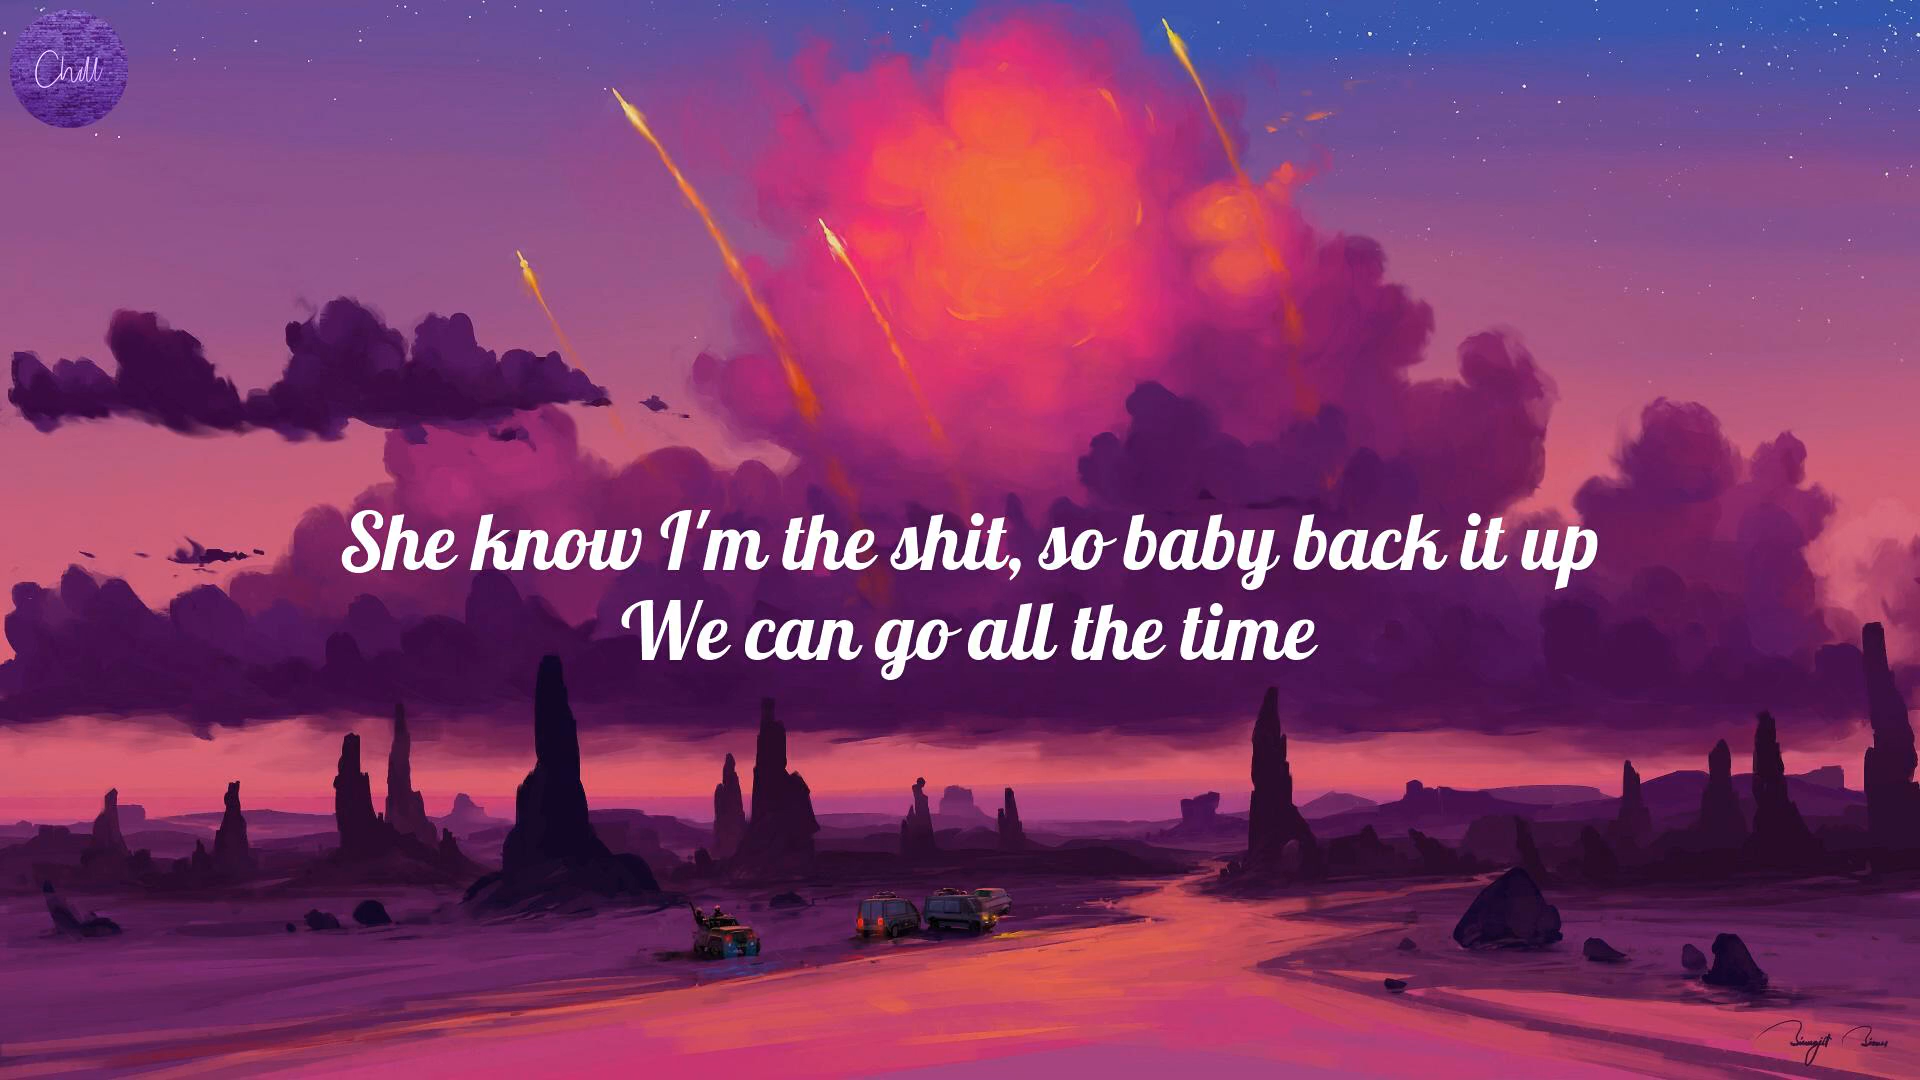 Chill
She know I'm the shit, so baby back it up
We can go all the time